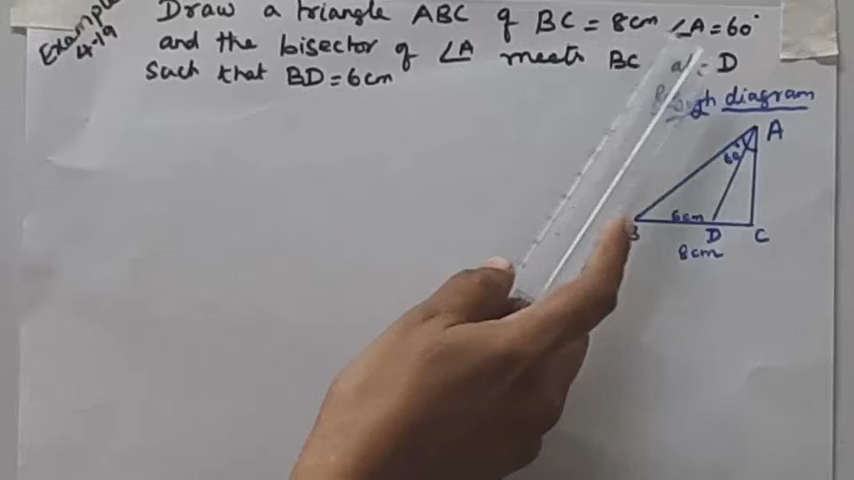 Example 4.19
Draw a triangle ABC of BC = 8cm ∠A = 60°
and the bisector of ∠A meets BC at D
such that BD = 6cm
Rough diagram
A
60°
6cm
B D C
8cm